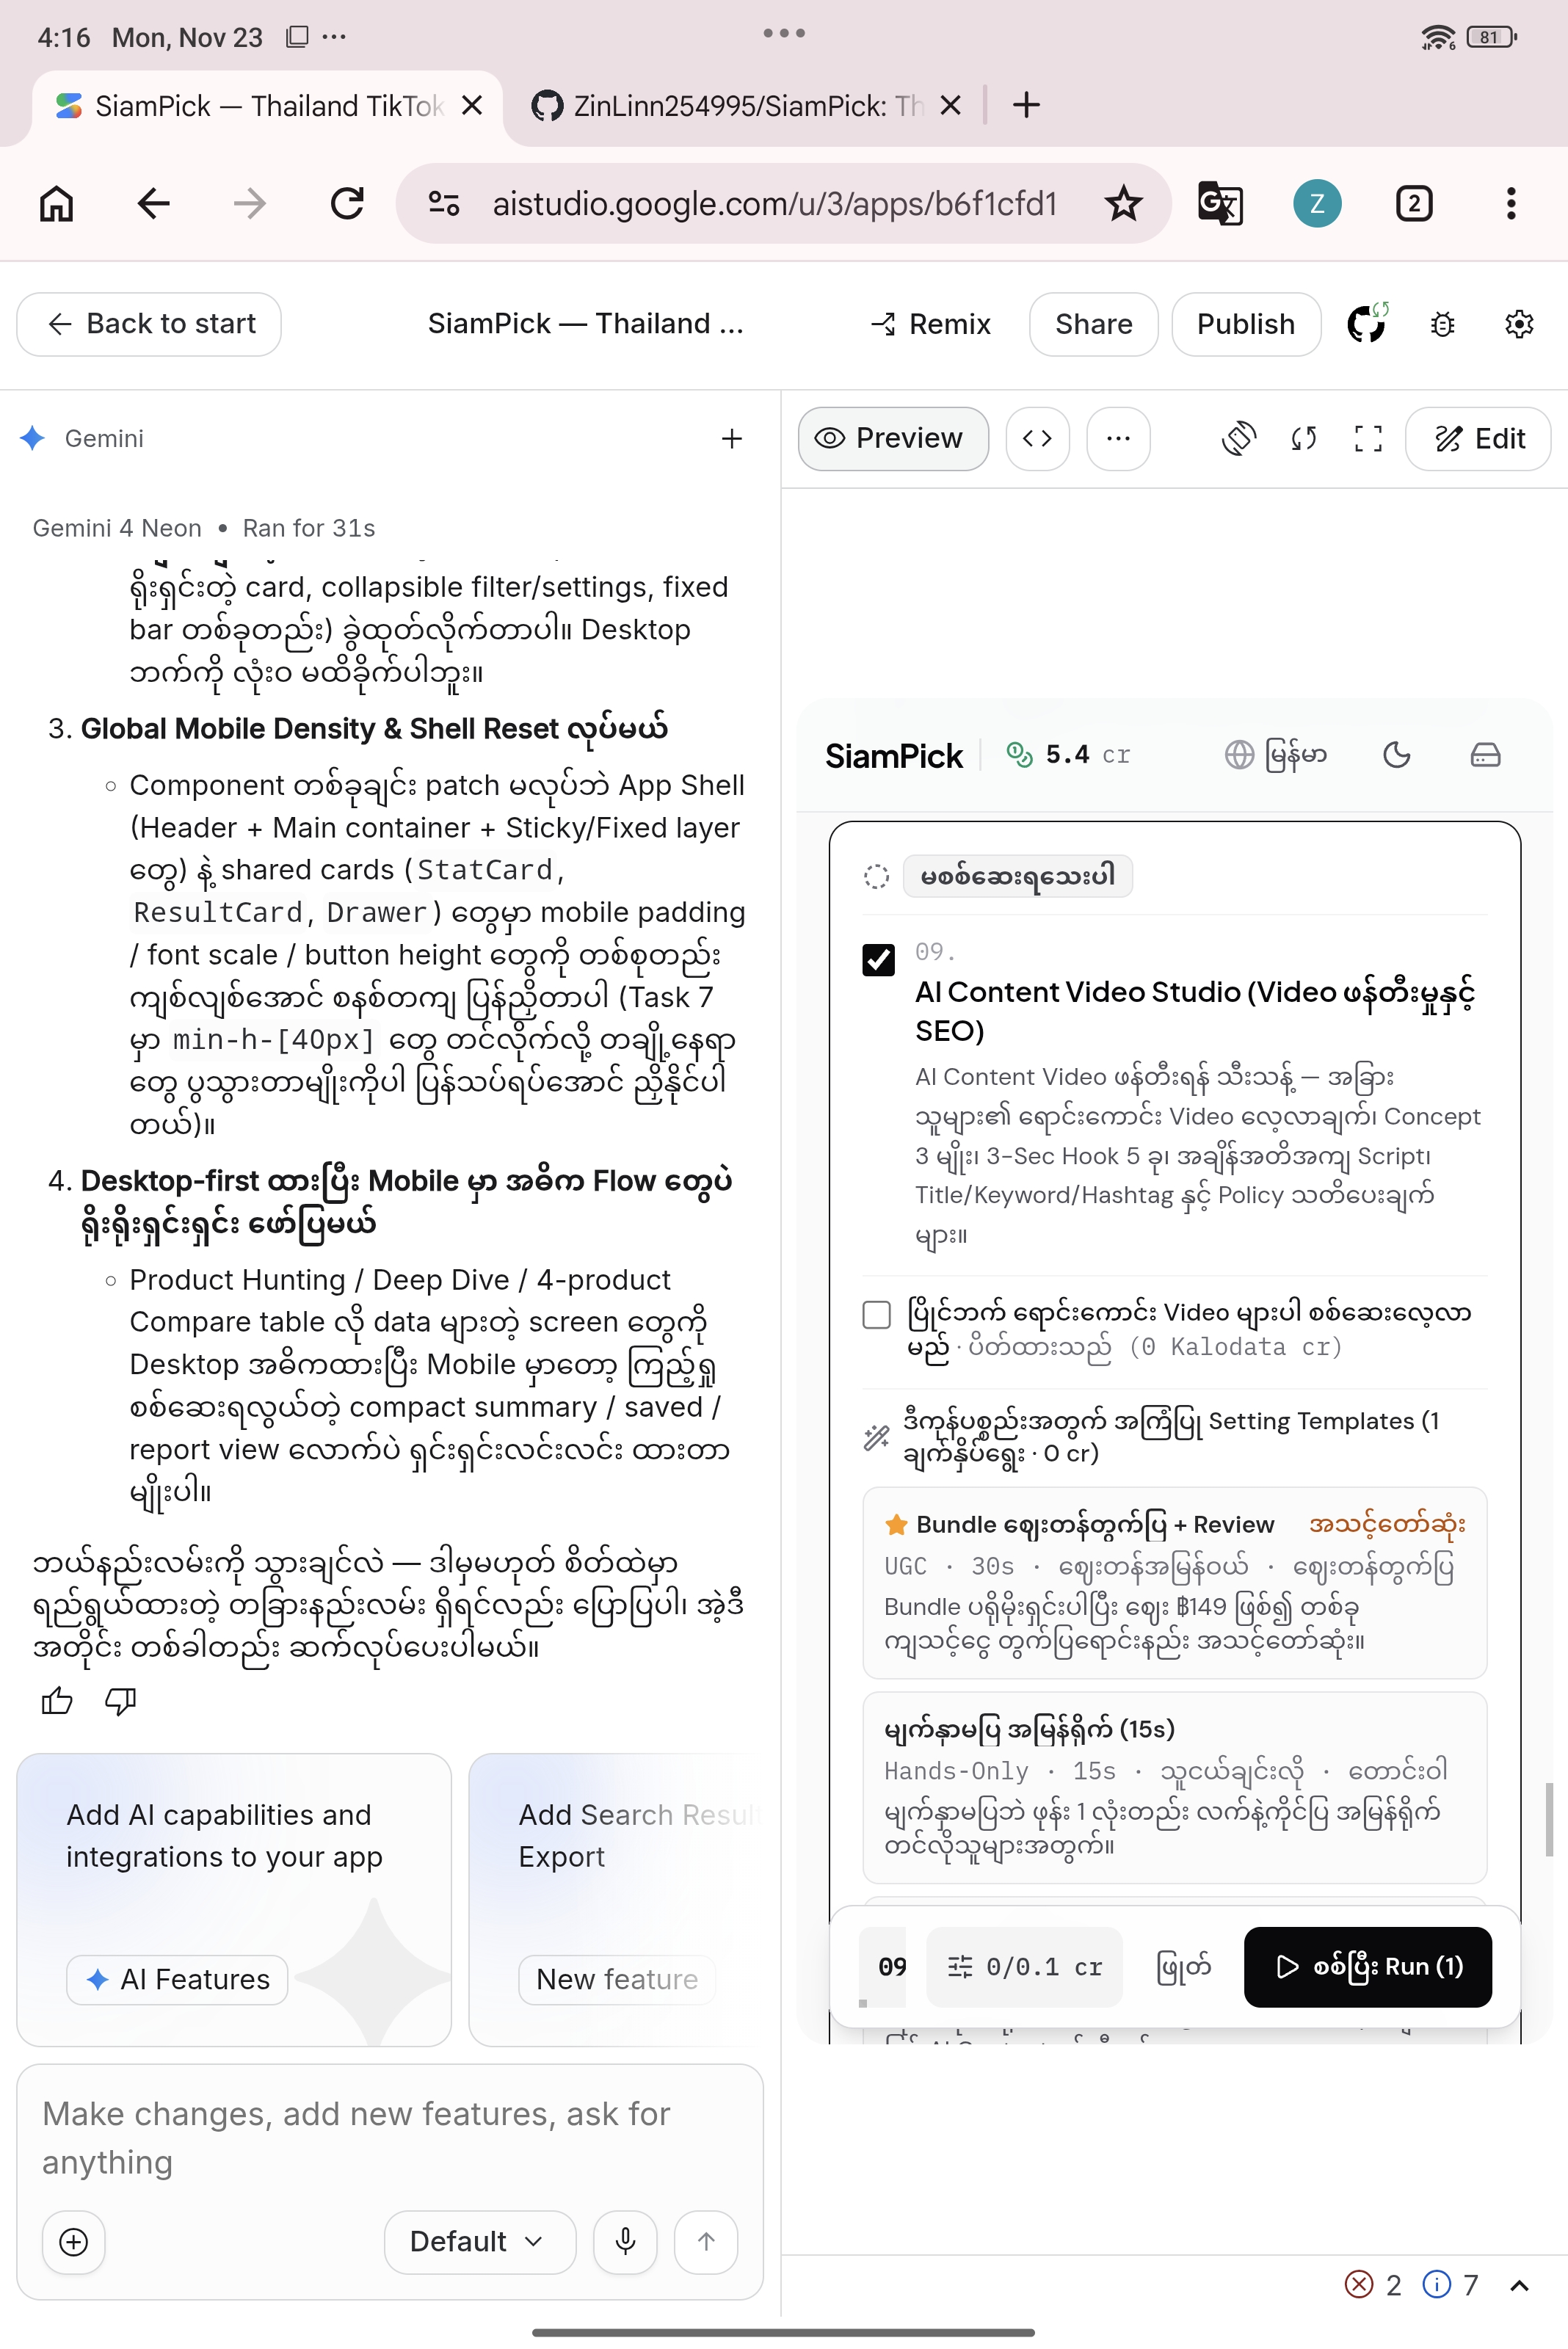 4:16 Mon, Nov 23
81
SiamPick — Thailand TikTok
ZinLinn254995/SiamPick: Th
aistudio.google.com/u/3/apps/b6f1cfd1
Z
2
Back to start
SiamPick — Thailand ...
Remix
Share
Publish
Gemini
Gemini 4 Neon • Ran for 31s
ရိုးရှင်းတဲ့ card, collapsible filter/settings, fixed
bar တစ်ခုတည်း) ခွဲထုတ်လိုက်တာပါ။ Desktop
ဘက်ကို လုံးဝ မထိခိုက်ပါဘူး။
3. Global Mobile Density & Shell Reset လုပ်မယ်
Component တစ်ခုချင်း patch မလုပ်ဘဲ App Shell
(Header + Main container + Sticky/Fixed layer
တွေ) နဲ့ shared cards (StatCard,
ResultCard, Drawer) တွေမှာ mobile padding
/ font scale / button height တွေကို တစ်စုတည်း
ကျစ်လျစ်အောင် စနစ်တကျ ပြန်ညှိတာပါ (Task 7
မှာ min-h-[40px] တွေ တင်လိုက်လို့ တချို့နေရာ
တွေ ပွသွားတာမျိုးကိုပါ ပြန်သပ်ရပ်အောင် ညှိနိုင်ပါ
တယ်)။
4. Desktop-first ထားပြီး Mobile မှာ အဓိက Flow တွေပဲ
ရိုးရိုးရှင်းရှင်း ဖော်ပြမယ်
Product Hunting / Deep Dive / 4-product
Compare table လို data များတဲ့ screen တွေကို
Desktop အဓိကထားပြီး Mobile မှာတော့ ကြည့်ရှု
စစ်ဆေးရလွယ်တဲ့ compact summary / saved /
report view လောက်ပဲ ရှင်းရှင်းလင်းလင်း ထားတာ
မျိုးပါ။
ဘယ်နည်းလမ်းကို သွားချင်လဲ — ဒါမှမဟုတ် စိတ်ထဲမှာ
ရည်ရွယ်ထားတဲ့ တခြားနည်းလမ်း ရှိရင်လည်း ပြောပြပါ၊ အဲ့ဒီ
အတိုင်း တစ်ခါတည်း ဆက်လုပ်ပေးပါမယ်။
Add AI capabilities and
integrations to your app
AI Features
Add Search Result
Export
New feature
Make changes, add new features, ask for
anything
Default
Preview
Edit
SiamPick
5.4 cr
မြန်မာ
မစစ်ဆေးရသေးပါ
09.
AI Content Video Studio (Video ဖန်တီးမှုနှင့်
SEO)
AI Content Video ဖန်တီးရန် သီးသန့် — အခြား
သူများ၏ ရောင်းကောင်း Video လေ့လာချက်၊ Concept
3 မျိုး၊ 3-Sec Hook 5 ခု၊ အချိန်အတိအကျ Script၊
Title/Keyword/Hashtag နှင့် Policy သတိပေးချက်
များ။
ပြိုင်ဘက် ရောင်းကောင်း Video များပါ စစ်ဆေးလေ့လာ
မည် · ပိတ်ထားသည် (0 Kalodata cr)
ဒီကုန်ပစ္စည်းအတွက် အကြံပြု Setting Templates (1
ချက်နှိပ်ရွေး · 0 cr)
Bundle ဈေးတန်တွက်ပြ + Review
အသင့်တော်ဆုံး
UGC · 30s · ဈေးတန်အမြန်ဝယ် · ဈေးတန်တွက်ပြ
Bundle ပရိုမိုးရှင်းပါပြီး ဈေး ฿149 ဖြစ်၍ တစ်ခု
ကျသင့်ငွေ တွက်ပြရောင်းနည်း အသင့်တော်ဆုံး။
မျက်နှာမပြ အမြန်ရိုက် (15s)
Hands-Only · 15s · သူငယ်ချင်းလို · တောင်းဝါ
မျက်နှာမပြဘဲ ဖုန်း 1 လုံးတည်း လက်နဲ့ကိုင်ပြ အမြန်ရိုက်
တင်လိုသူများအတွက်။
09
0/0.1 cr
ဖြုတ်
စစ်ပြီး Run (1)
2
7